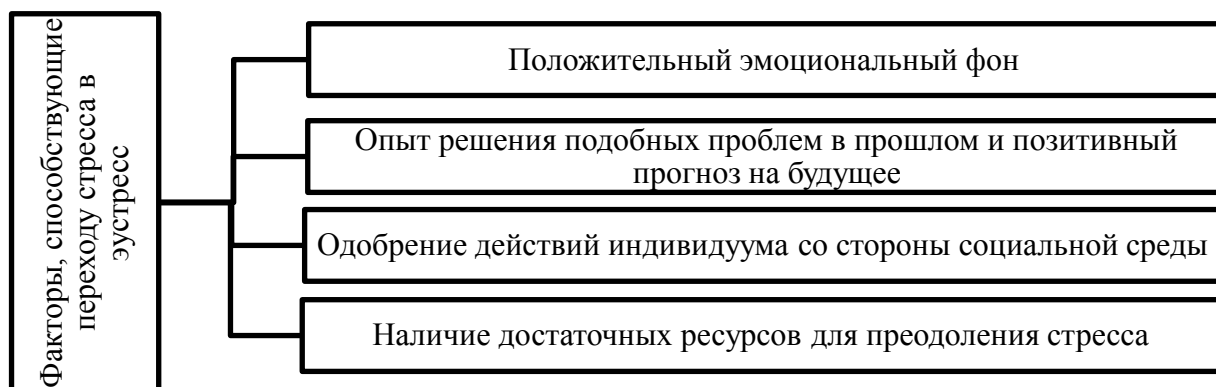 Факторы, способствующие
переходу стресса в
эустресс
Положительный эмоциональный фон
Опыт решения подобных проблем в прошлом и позитивный
прогноз на будущее
Одобрение действий индивидуума со стороны социальной среды
Наличие достаточных ресурсов для преодоления стресса